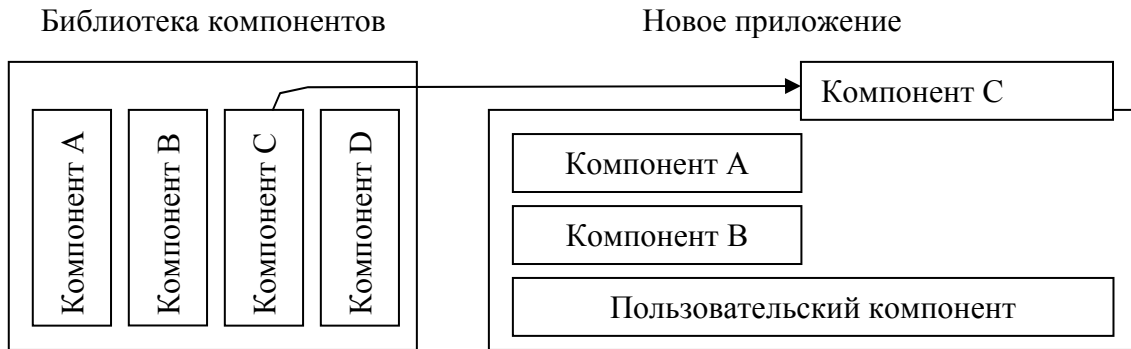 Библиотека компонентов
Новое приложение
Компонент A
Компонент B
Компонент C
Компонент D
Компонент C
Компонент A
Компонент B
Пользовательский компонент